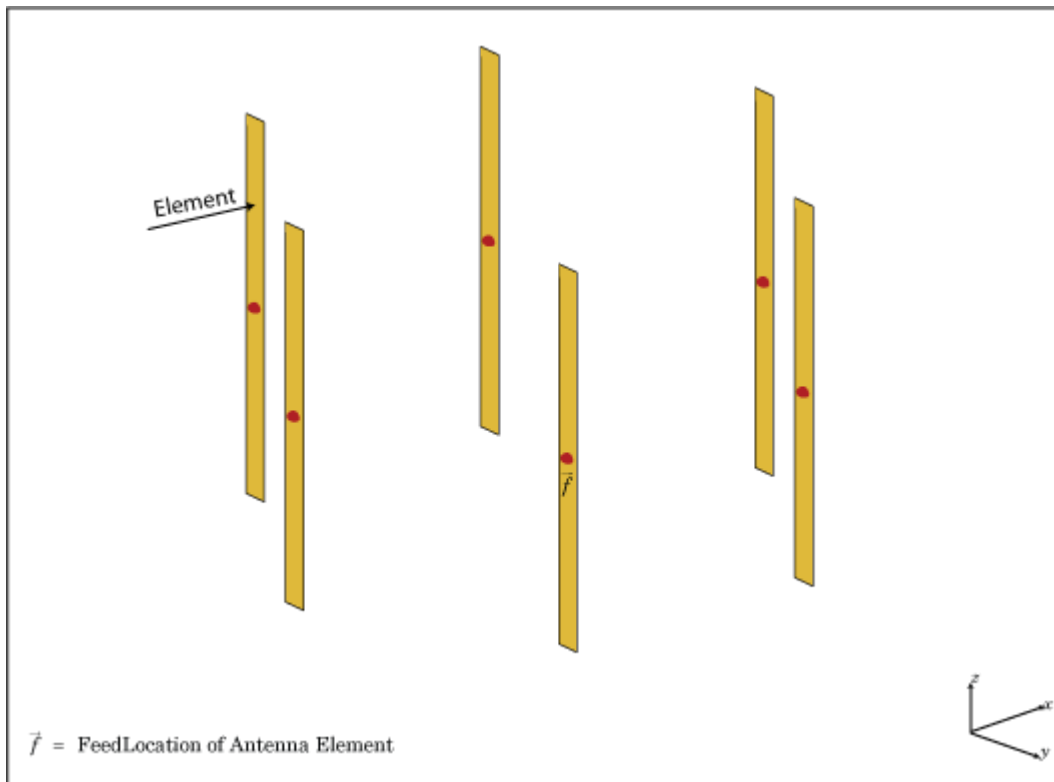 Element
f
z
x
y
f⃗ = FeedLocation of Antenna Element